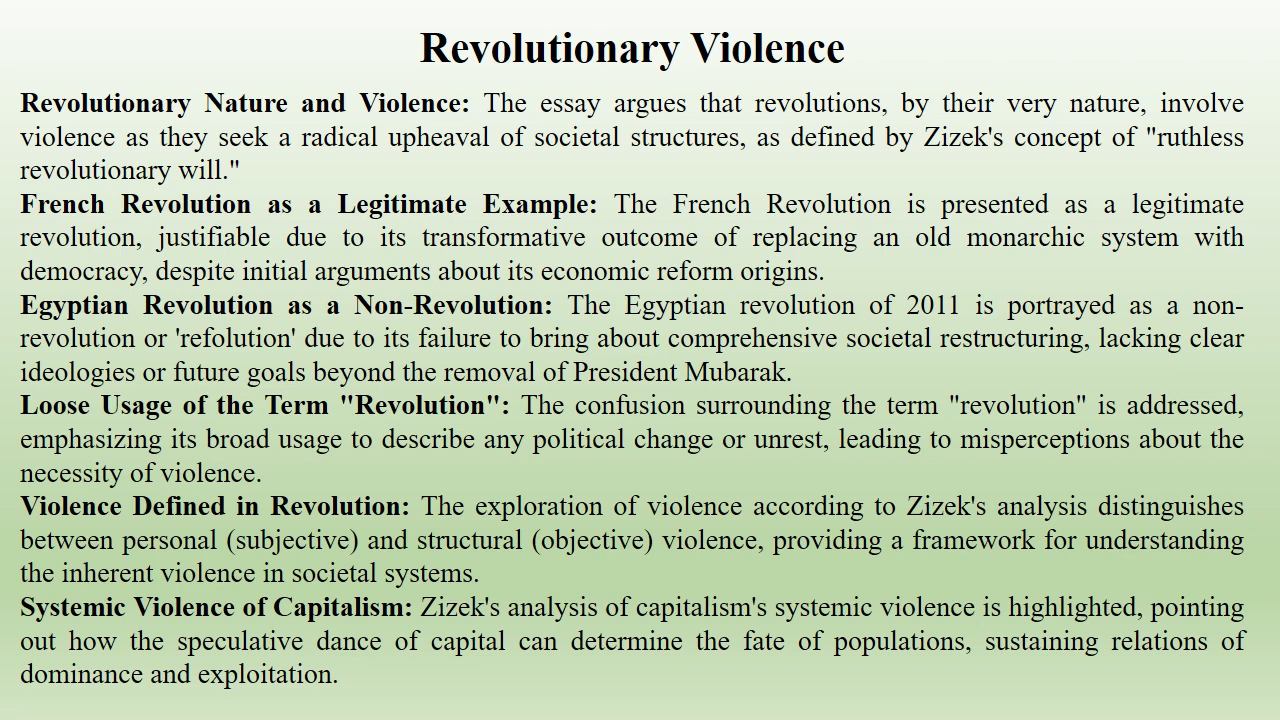 Revolutionary Violence
Revolutionary Nature and Violence: The essay argues that revolutions, by their very nature, involve
violence as they seek a radical upheaval of societal structures, as defined by Zizek's concept of "ruthless
revolutionary will."
French Revolution as a Legitimate Example: The French Revolution is presented as a legitimate
revolution, justifiable due to its transformative outcome of replacing an old monarchic system with
democracy, despite initial arguments about its economic reform origins.
Egyptian Revolution as a Non-Revolution: The Egyptian revolution of 2011 is portrayed as a non-
revolution or 'refolution' due to its failure to bring about comprehensive societal restructuring, lacking clear
ideologies or future goals beyond the removal of President Mubarak.
Loose Usage of the Term "Revolution": The confusion surrounding the term "revolution" is addressed,
emphasizing its broad usage to describe any political change or unrest, leading to misperceptions about the
necessity of violence.
Violence Defined in Revolution: The exploration of violence according to Zizek's analysis distinguishes
between personal (subjective) and structural (objective) violence, providing a framework for understanding
the inherent violence in societal systems.
Systemic Violence of Capitalism: Zizek's analysis of capitalism's systemic violence is highlighted, pointing
out how the speculative dance of capital can determine the fate of populations, sustaining relations of
dominance and exploitation.